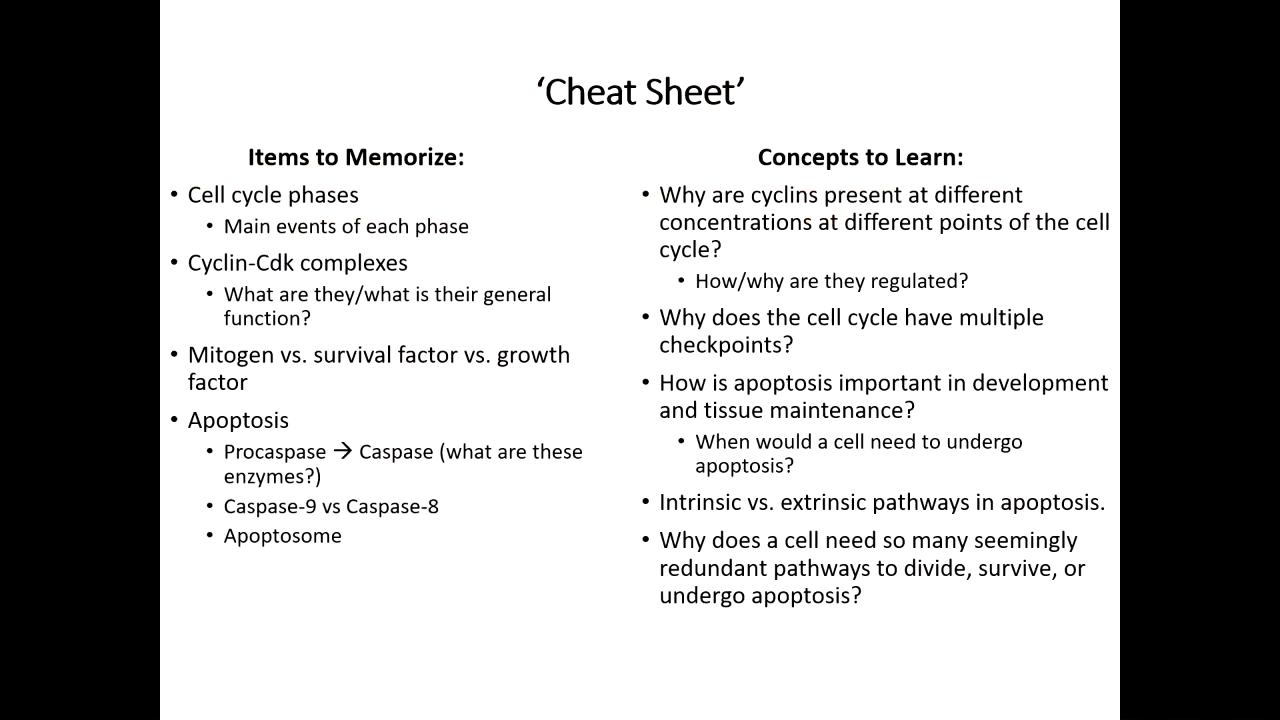 ‘Cheat Sheet’
Items to Memorize:
• Cell cycle phases
• Main events of each phase
• Cyclin-Cdk complexes
• What are they/what is their general
function?
• Mitogen vs. survival factor vs. growth
factor
• Apoptosis
• Procaspase → Caspase (what are these
enzymes?)
• Caspase-9 vs Caspase-8
• Apoptosome
Concepts to Learn:
• Why are cyclins present at different
concentrations at different points of the cell
cycle?
• How/why are they regulated?
• Why does the cell cycle have multiple
checkpoints?
• How is apoptosis important in development
and tissue maintenance?
• When would a cell need to undergo
apoptosis?
• Intrinsic vs. extrinsic pathways in apoptosis.
• Why does a cell need so many seemingly
redundant pathways to divide, survive, or
undergo apoptosis?